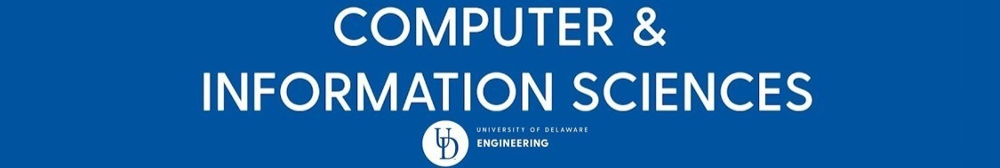 COMPUTER &
INFORMATION SCIENCES
UD
UNIVERSITY OF DELAWARE
ENGINEERING